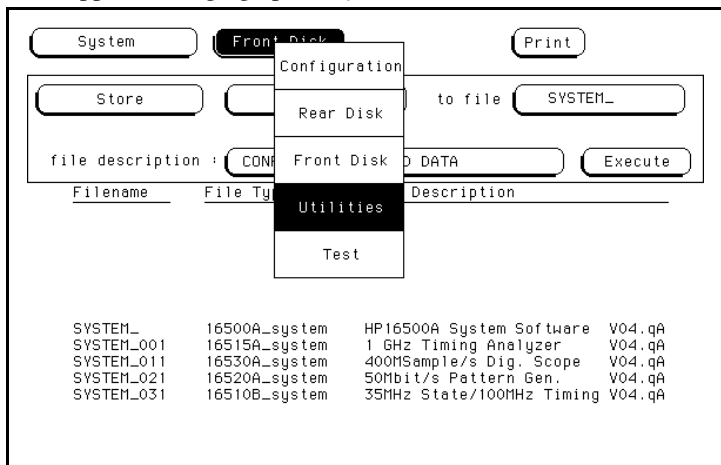 System Front Disk Print
Configuration
Store Rear Disk to file SYSTEM_
file description : CONF Front Disk D DATA Execute
Filename File Ty Utilities Description
Test
SYSTEM_ 16500A_system HP16500A System Software V04.qA
SYSTEM_001 16515A_system 1 GHz Timing Analyzer V04.qA
SYSTEM_011 16530A_system 400MSample/s Dig. Scope V04.qA
SYSTEM_021 16520A_system 50Mbit/s Pattern Gen. V04.qA
SYSTEM_031 16510B_system 35MHz State/100MHz Timing V04.qA